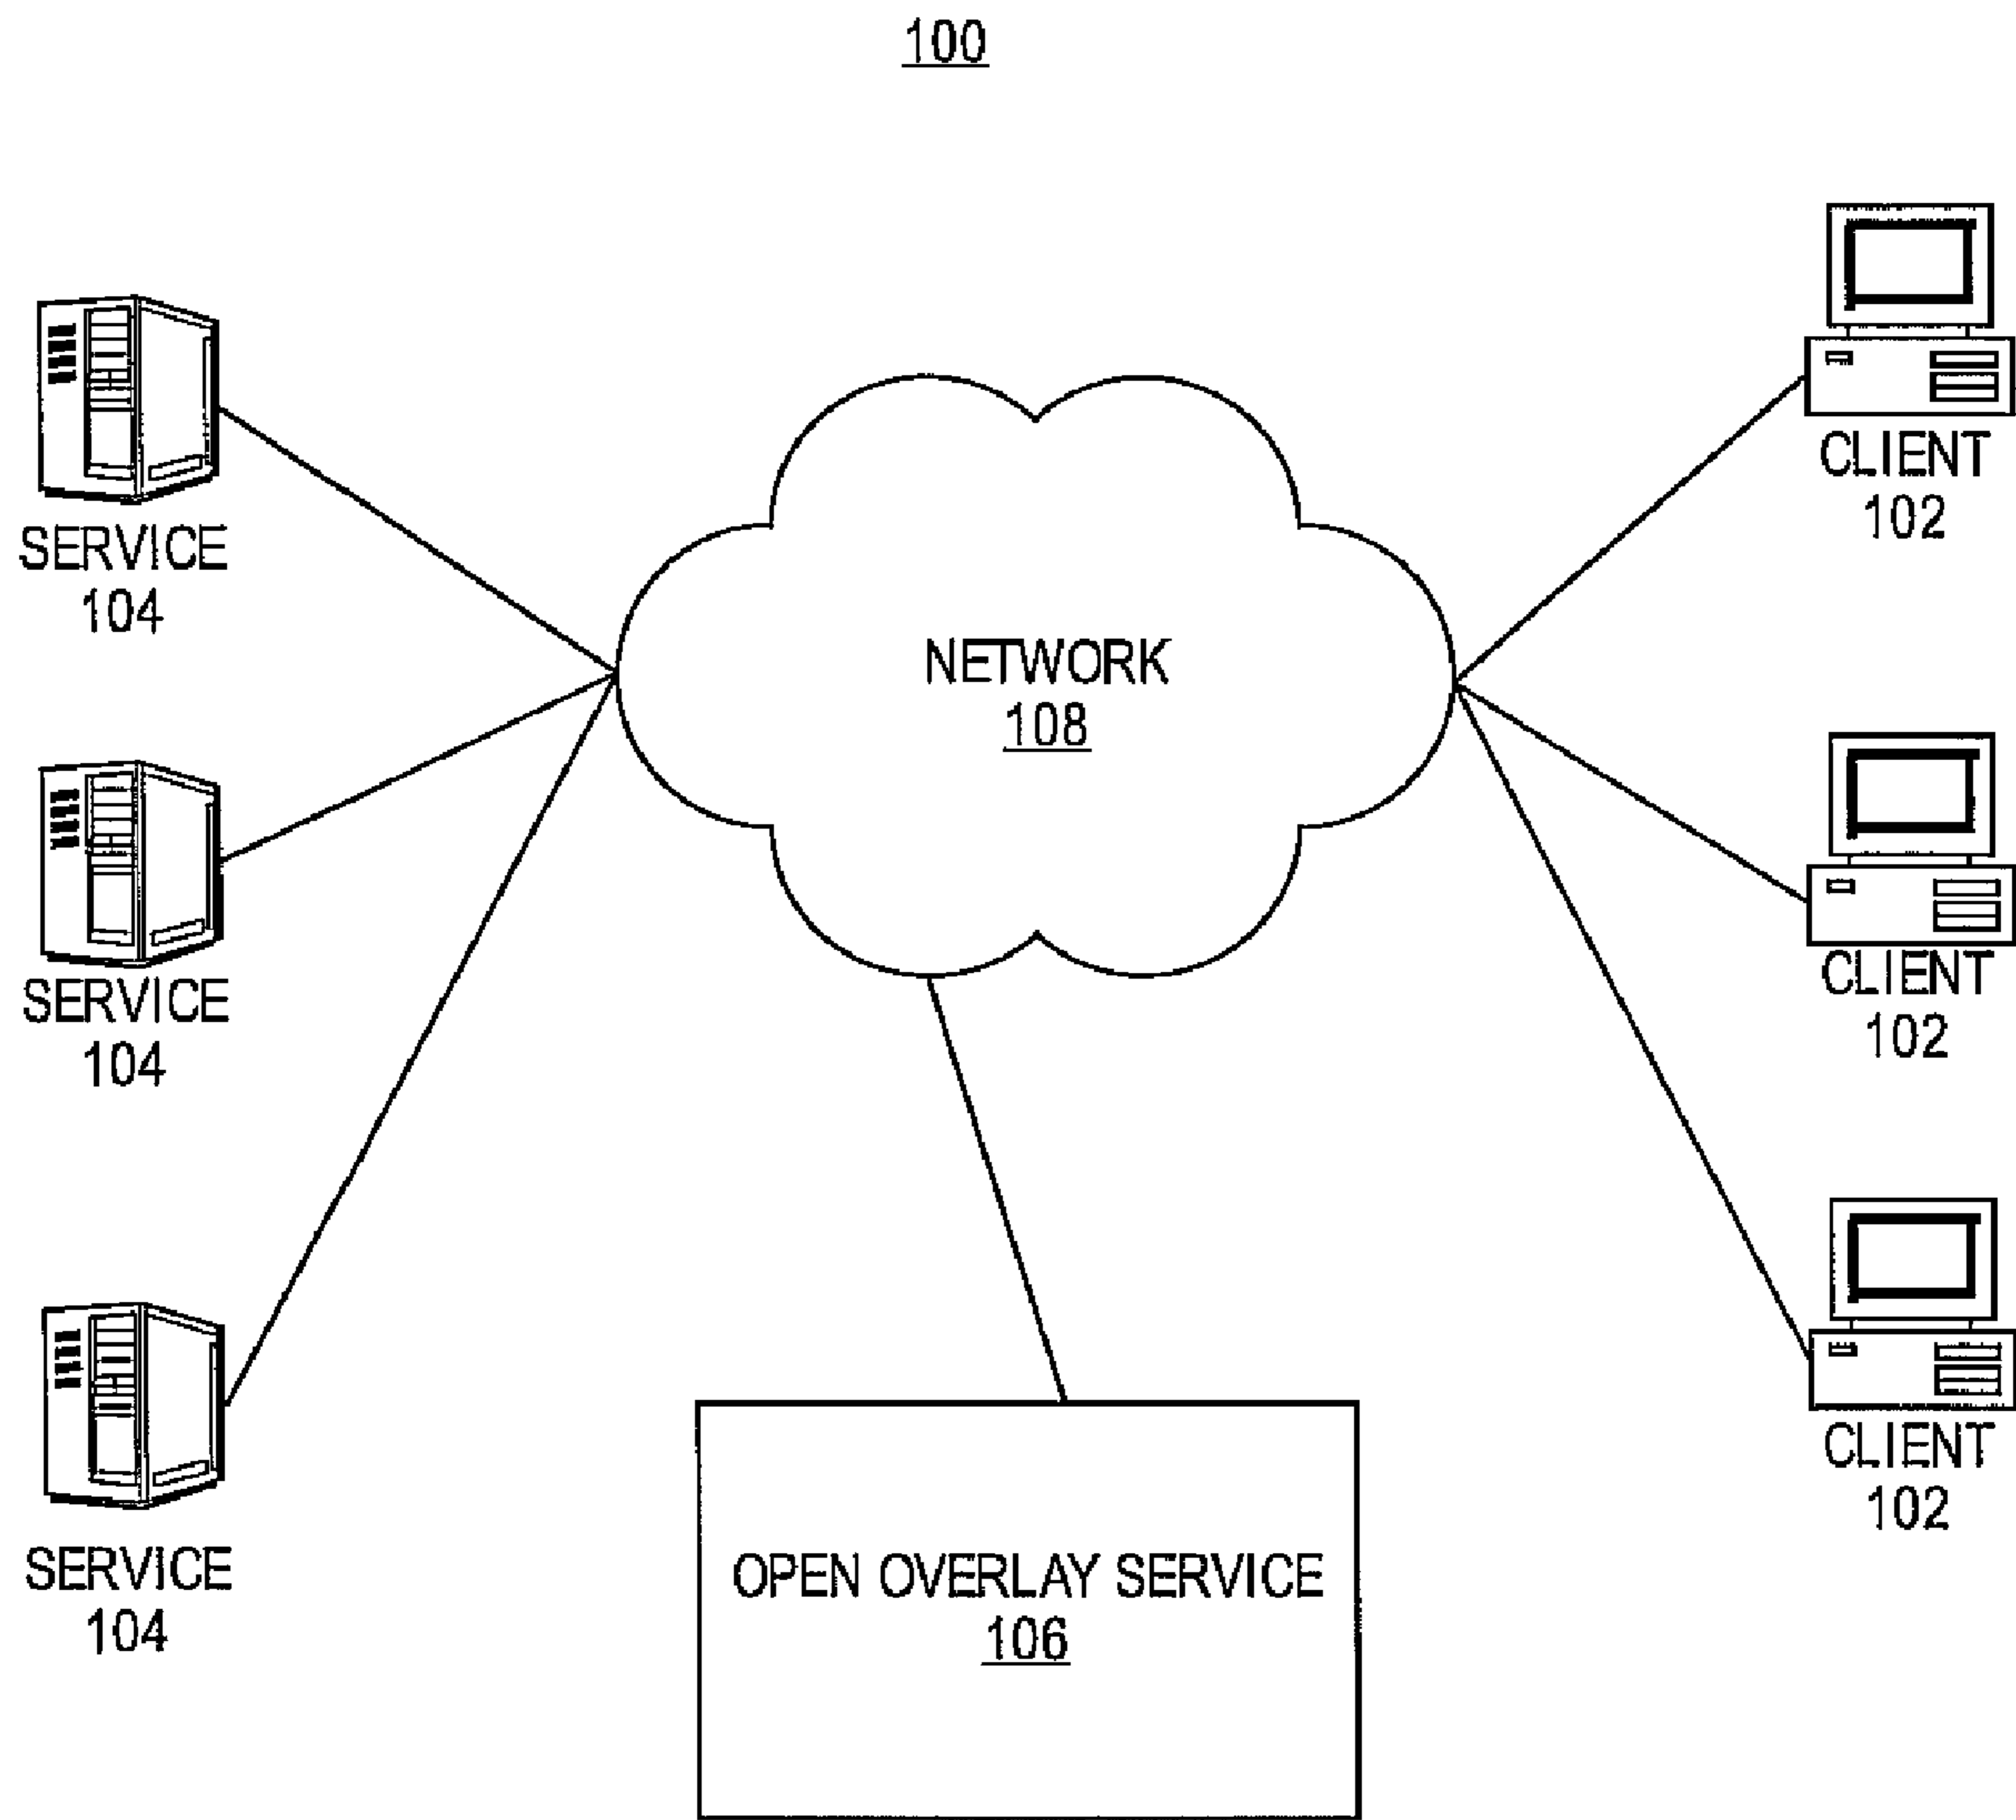 100
SERVICE
104
SERVICE
104
SERVICE
104
NETWORK
108
OPEN OVERLAY SERVICE
106
CLIENT
102
CLIENT
102
CLIENT
102